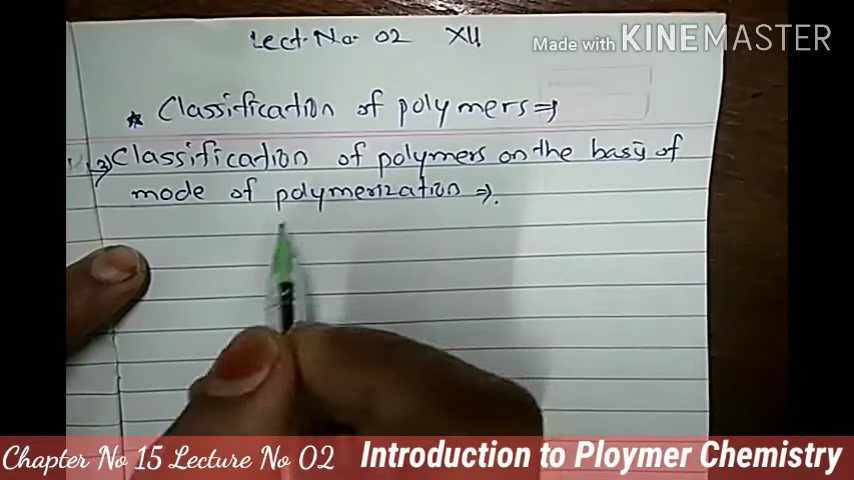 Lect. No. 02 XII
Made with KINEMASTER
* Classification of polymers ⇒
3) Classification of polymers on the basis of
mode of polymerization ⇒.
Chapter No 15 Lecture No 02 Introduction to Ploymer Chemistry